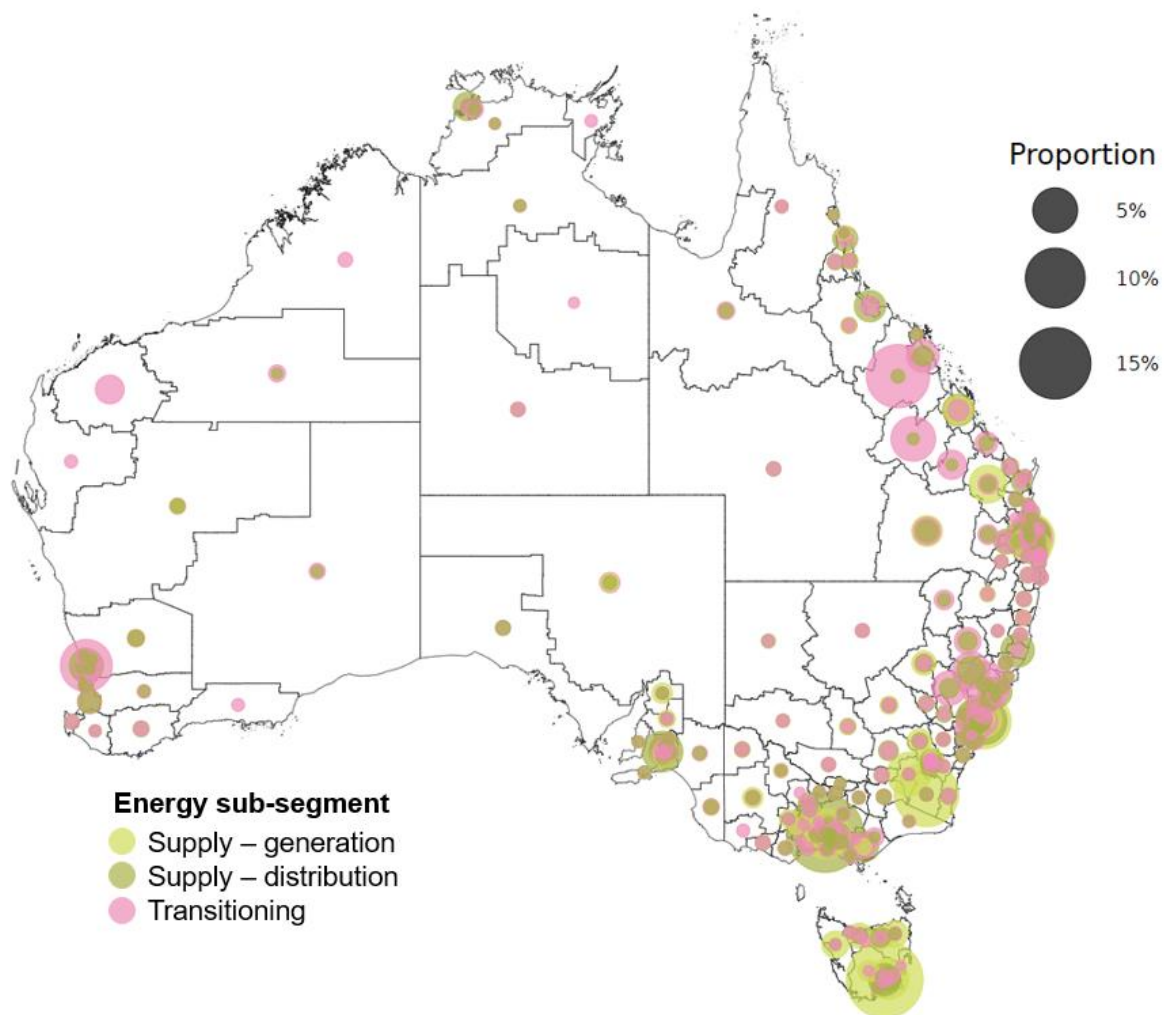 Proportion
5%
10%
15%
Energy sub-segment
Supply – generation
Supply – distribution
Transitioning